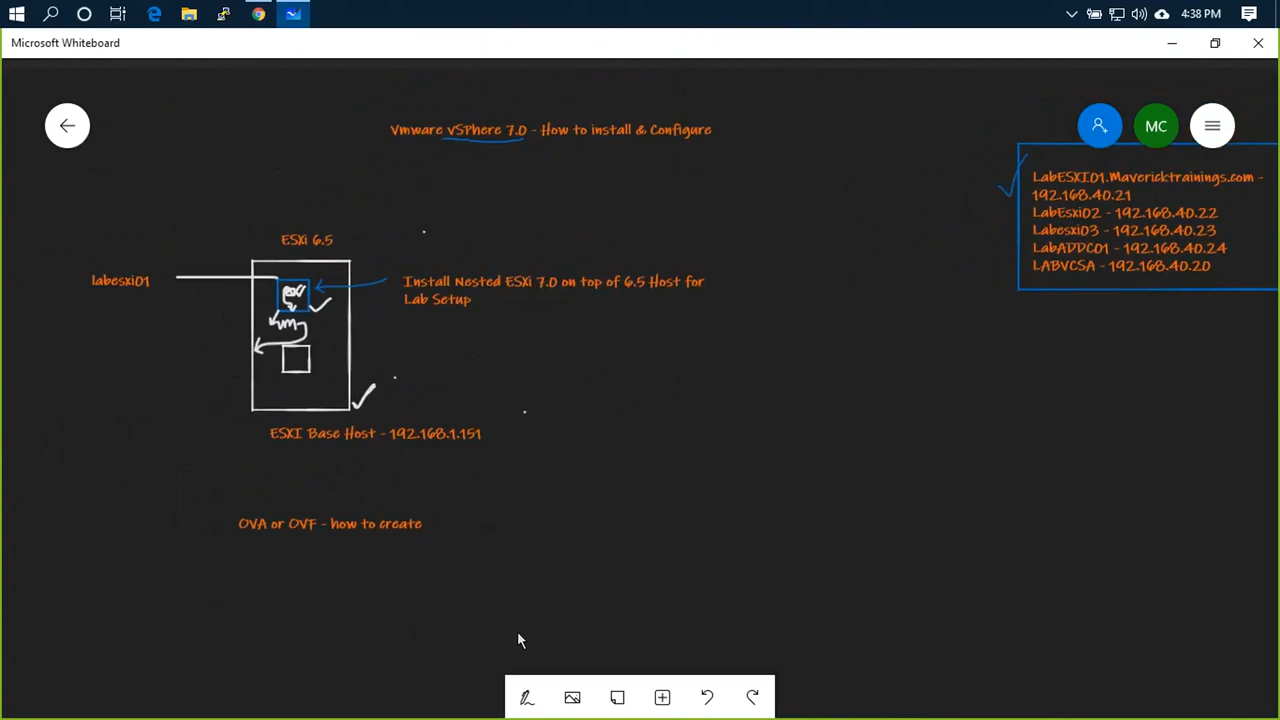 4:38 PM
Microsoft Whiteboard
Vmware vSphere 7.0 - How to install & Configure
MC
LabESXI01.Mavericktrainings.com -
192.168.40.21
LabEsxi02 - 192.168.40.22
Labesxi03 - 192.168.40.23
LabADDC01 - 192.168.40.24
LABVCSA - 192.168.40.20
ESXi 6.5
labesxi01
Install Nested ESXi 7.0 on top of 6.5 Host for
Lab Setup
vm
ESXI Base Host - 192.168.1.151
OVA or OVF - how to create